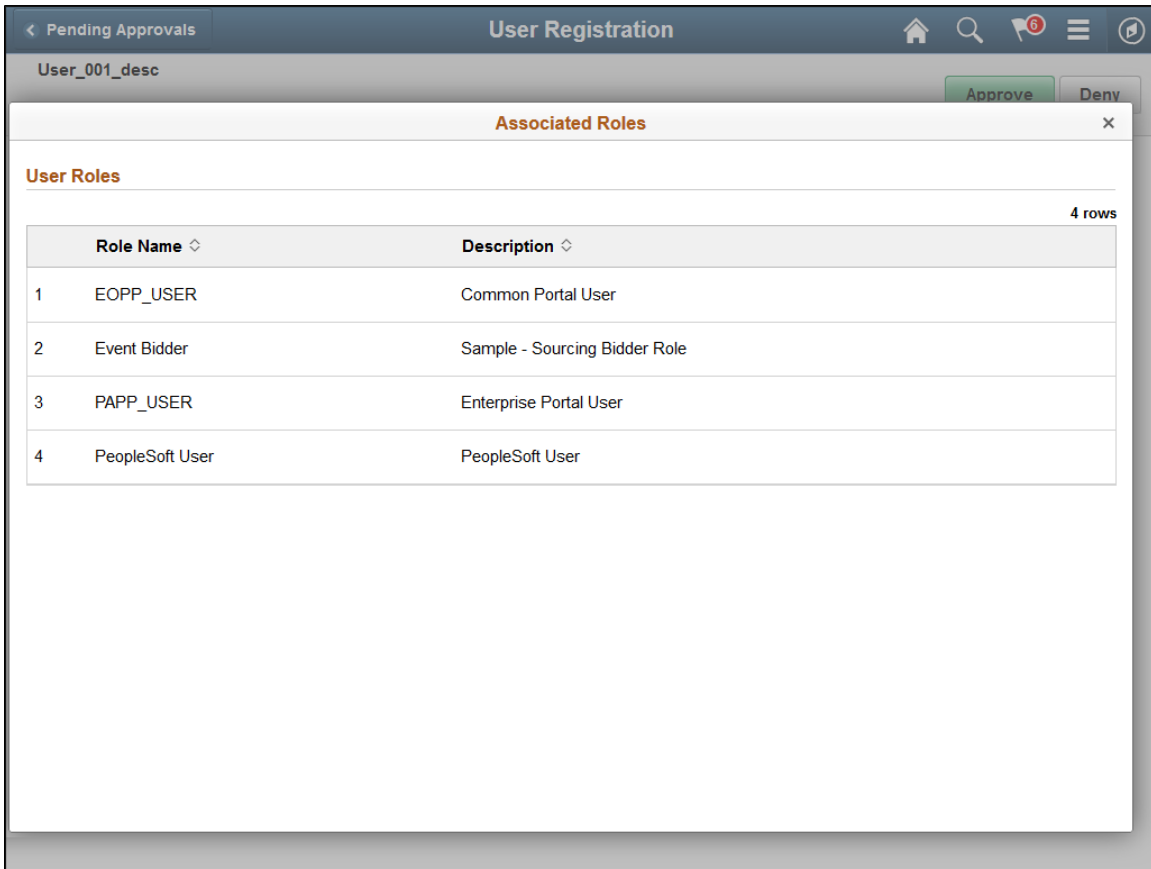 Pending Approvals
User Registration
6
User_001_desc
Approve
Deny
Associated Roles
×
User Roles
4 rows
Role Name Description
1 EOPP_USER Common Portal User
2 Event Bidder Sample - Sourcing Bidder Role
3 PAPP_USER Enterprise Portal User
4 PeopleSoft User PeopleSoft User